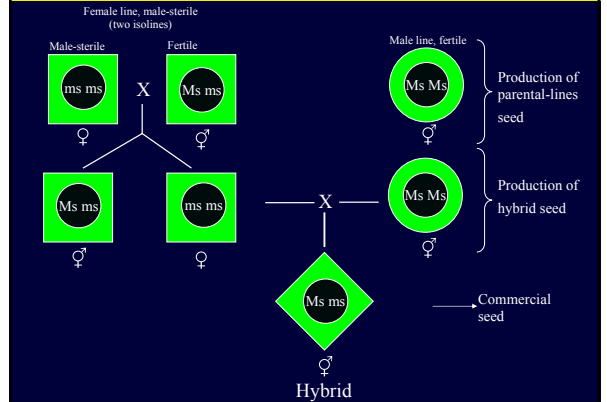 Female line, male-sterile
(two isolines)
Male-sterile
Fertile
Male line, fertile
ms ms
X
Ms ms
Ms Ms
♀
⚥
⚥
Production of
parental-lines
seed
Ms ms
ms ms
X
Ms Ms
⚥
♀
⚥
Production of
hybrid seed
Ms ms
⚥
Hybrid
Commercial
seed